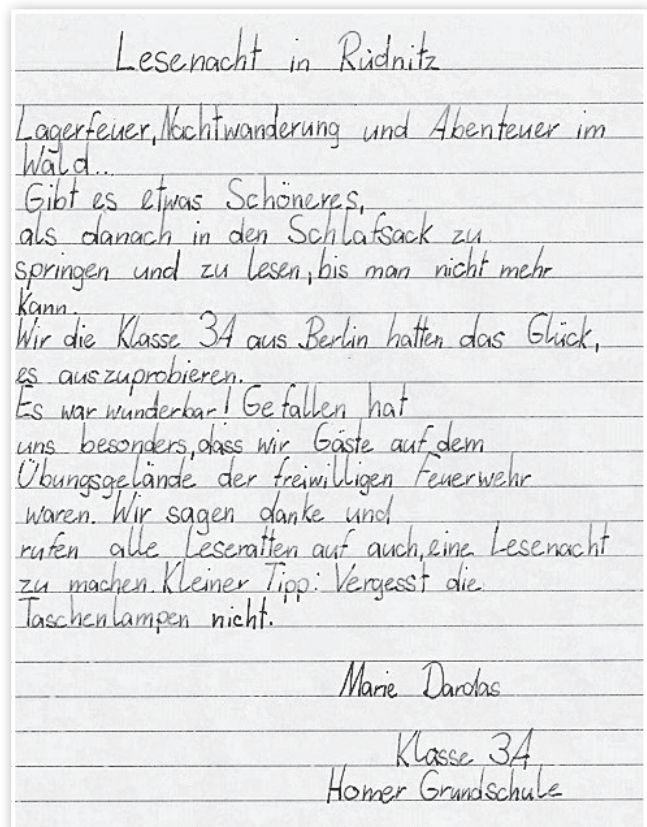 Lesenacht in Rüdnitz
Lagerfeuer, Nachtwanderung und Abenteuer im
Wald...
Gibt es etwas Schöneres,
als danach in den Schlafsack zu
springen und zu lesen, bis man nicht mehr
kann.
Wir die Klasse 3A aus Berlin hatten das Glück,
es auszuprobieren.
Es war wunderbar! Gefallen hat
uns besonders, dass wir Gäste auf dem
Übungsgelände der freiwilligen Feuerwehr
waren. Wir sagen danke und
rufen alle Leseratten auf auch, eine Lesenacht
zu machen. Kleiner Tipp: Vergesst die
Taschenlampen nicht.
Marie Darolas
Klasse 3A
Homer Grundschule